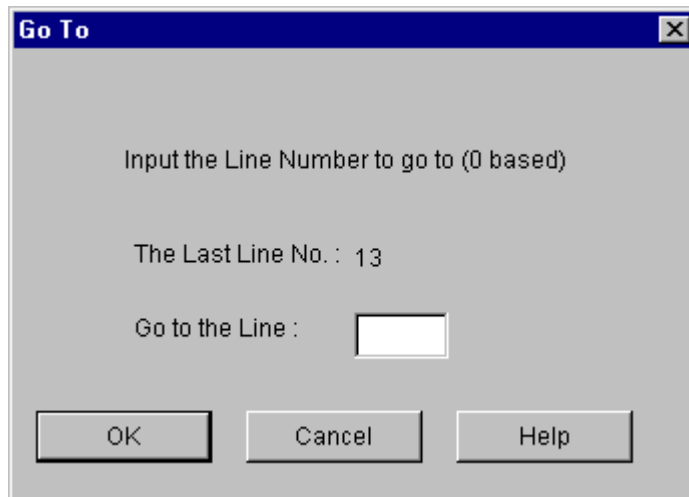 Go To
Input the Line Number to go to (0 based)
The Last Line No. : 13
Go to the Line :
OK Cancel Help